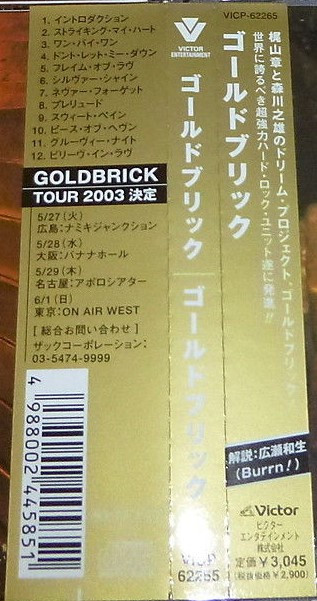 1. イントロダクション
2. ストライキング・マイ・ハート
3. ワン・バイ・ワン
4. ドント・レット・ミー・ダウン
5. フレイム・オブ・ラヴ
6. シルヴァー・シャイン
7. ネヴァー・フォーゲット
8. プレリュード
9. スウィート・ペイン
10. ピース・オブ・ヘヴン
11. グルーヴィー・ナイト
12. ビリーヴ・イン・ラヴ
GOLDBRICK
TOUR 2003 決定
5/27(火)
広島:ナミキジャンクション
5/28(水)
大阪:バナナホール
5/29(木)
名古屋:アポロシアター
6/1(日)
東京:ON AIR WEST
[総合お問い合わせ]
ザックコーポレーション:
03-5474-9999
4 988002 445851
VICTOR
ENTERTAINMENT
ゴールドブリック
ゴールドブリック
VICP
62265
VICP-62265
梶山章と森川之雄のドリーム・プロジェクト、ゴールドブリック。
世界に誇るべき超強力ハード・ロック・ユニット遂に発進!!
ゴールドブリック
解説:広瀬和生
(Burrn!)
Victor
ビクター
エンタテインメント
株式会社
定価¥3,045
(税抜価格¥2,900)